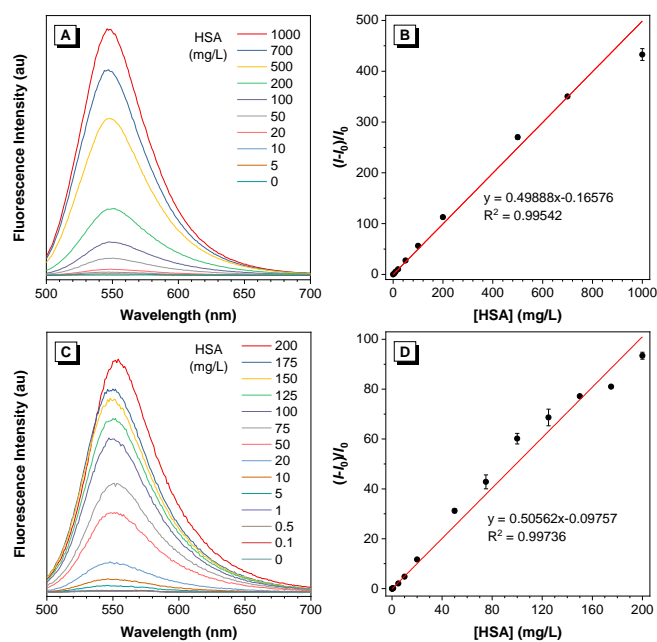 A
HSA
(mg/L)
1000
700
500
200
100
50
20
10
5
0
Fluorescence Intensity (au)
500 550 600 650 700
Wavelength (nm)
B
500
400
300
200
100
0
(I-I0)/I0
y = 0.49888x-0.16576
R² = 0.99542
0 200 400 600 800 1000
[HSA] (mg/L)
C
HSA
(mg/L)
200
175
150
125
100
75
50
20
10
5
1
0.5
0.1
0
Fluorescence Intensity (au)
500 550 600 650 700
Wavelength (nm)
D
100
80
60
40
20
0
(I-I0)/I0
y = 0.50562x-0.09757
R² = 0.99736
0 40 80 120 160 200
[HSA] (mg/L)